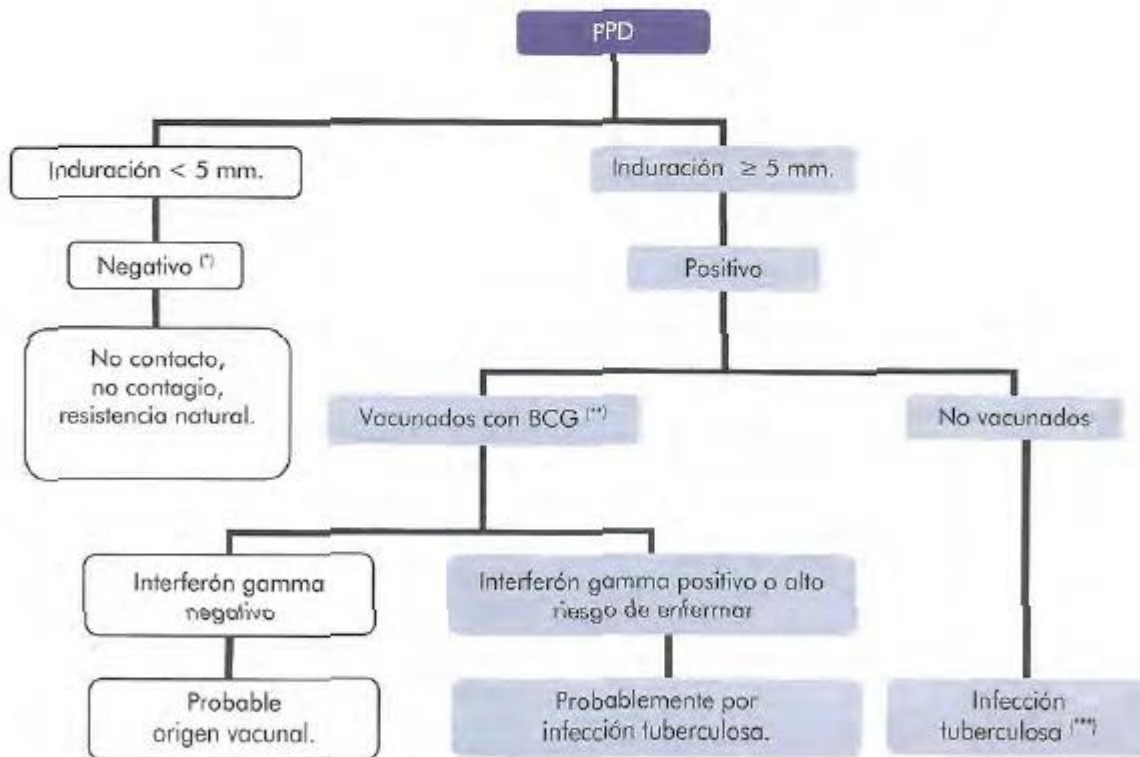 PPD
Induración < 5 mm.
Induración ≥ 5 mm.
Negativo (*)
Positivo
No contacto,
no contagio,
resistencia natural.
Vacunados con BCG (**)
No vacunados
Interferón gamma
negativo
Interferón gamma positivo o alto
riesgo de enfermar
Probable
origen vacunal.
Probablemente por
infección tuberculosa.
Infección
tuberculosa (***)